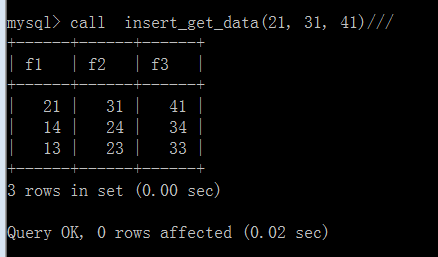 mysql> call  insert_get_data(21, 31, 41)///
+------+------+------+
| f1   | f2   | f3   |
+------+------+------+
|   21 |   31 |   41 |
|   14 |   24 |   34 |
|   13 |   23 |   33 |
+------+------+------+
3 rows in set (0.00 sec)
Query OK, 0 rows affected (0.02 sec)